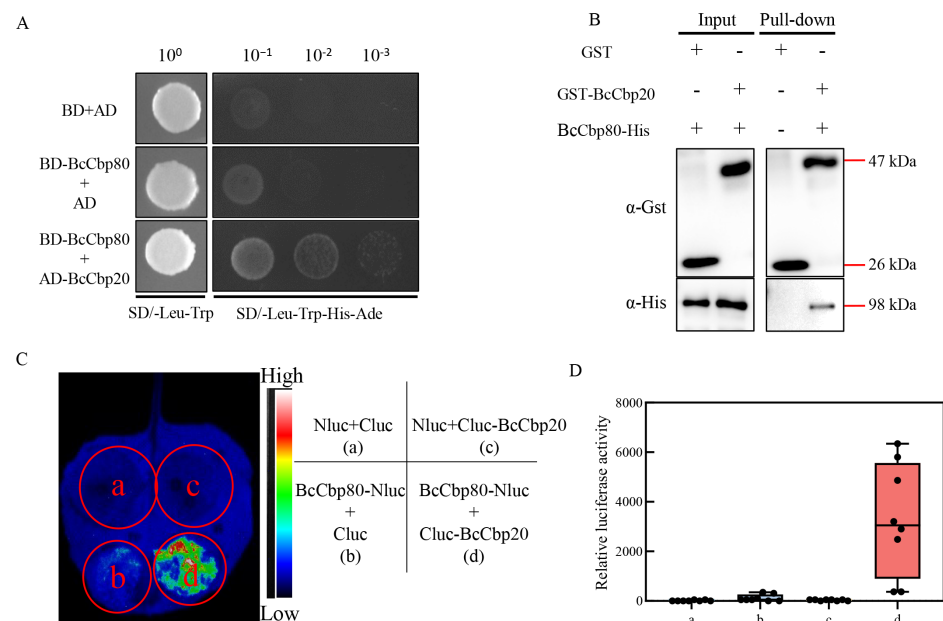 A
10⁰ 10⁻¹ 10⁻² 10⁻³
BD+AD
BD-BcCbp80
+
AD
BD-BcCbp80
+
AD-BcCbp20
SD/-Leu-Trp SD/-Leu-Trp-His-Ade
B
Input Pull-down
GST + - + -
GST-BcCbp20 - + - +
BcCbp80-His + + - +
α-Gst
47 kDa
26 kDa
α-His
98 kDa
C
a c
b d
High
Low
Nluc+Cluc
(a)
Nluc+Cluc-BcCbp20
(c)
BcCbp80-Nluc
+
Cluc
(b)
BcCbp80-Nluc
+
Cluc-BcCbp20
(d)
D
Relative luciferase activity
8000
6000
4000
2000
0
a b c d